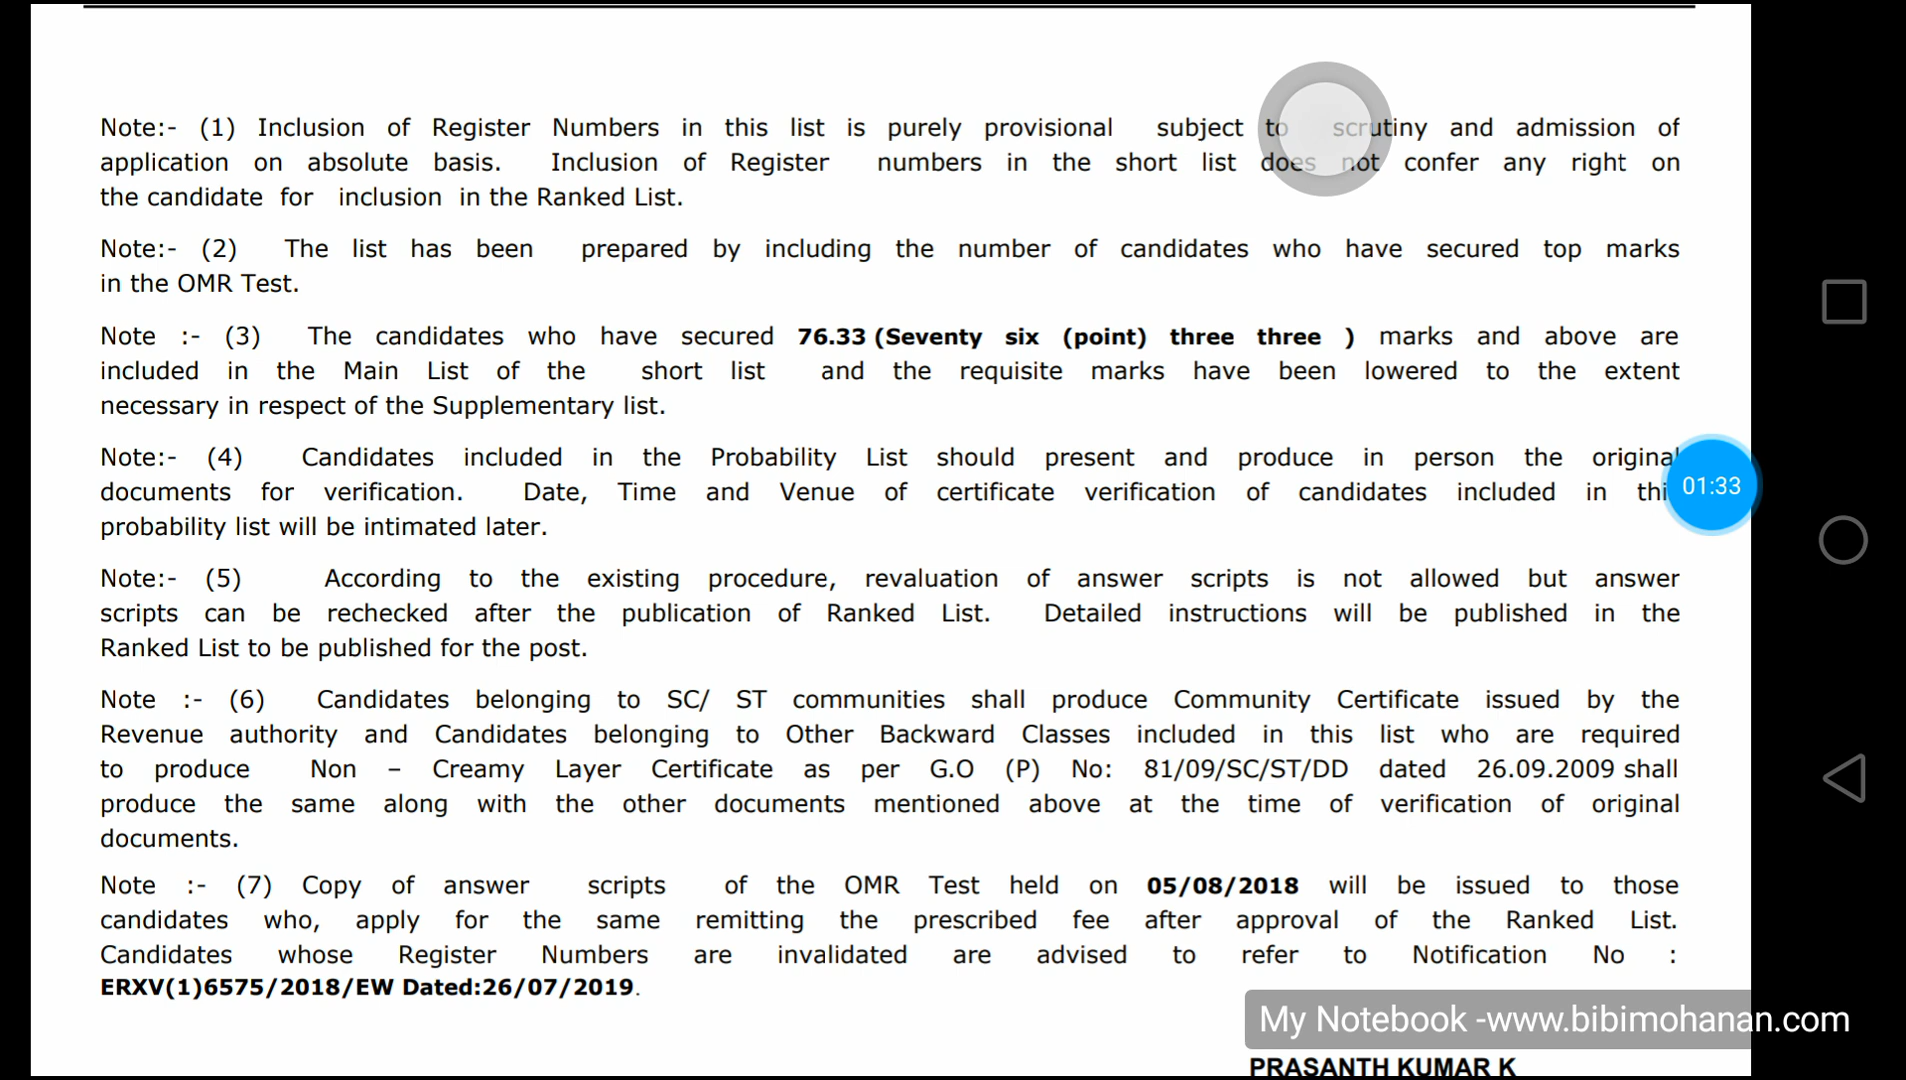 Note:- (1) Inclusion of Register Numbers in this list is purely provisional subject to scrutiny and admission of
application on absolute basis. Inclusion of Register numbers in the short list does not confer any right on
the candidate for inclusion in the Ranked List.
Note:- (2) The list has been prepared by including the number of candidates who have secured top marks
in the OMR Test.
Note :- (3) The candidates who have secured 76.33 (Seventy six (point) three three ) marks and above are
included in the Main List of the short list and the requisite marks have been lowered to the extent
necessary in respect of the Supplementary list.
Note:- (4) Candidates included in the Probability List should present and produce in person the original
documents for verification. Date, Time and Venue of certificate verification of candidates included in thi
01:33
probability list will be intimated later.
Note:- (5) According to the existing procedure, revaluation of answer scripts is not allowed but answer
scripts can be rechecked after the publication of Ranked List. Detailed instructions will be published in the
Ranked List to be published for the post.
Note :- (6) Candidates belonging to SC/ ST communities shall produce Community Certificate issued by the
Revenue authority and Candidates belonging to Other Backward Classes included in this list who are required
to produce Non – Creamy Layer Certificate as per G.O (P) No: 81/09/SC/ST/DD dated 26.09.2009 shall
produce the same along with the other documents mentioned above at the time of verification of original
documents.
Note :- (7) Copy of answer scripts of the OMR Test held on 05/08/2018 will be issued to those
candidates who, apply for the same remitting the prescribed fee after approval of the Ranked List.
Candidates whose Register Numbers are invalidated are advised to refer to Notification No :
ERXV(1)6575/2018/EW Dated:26/07/2019.
My Notebook -www.bibimohanan.com
PRASANTH KUMAR K